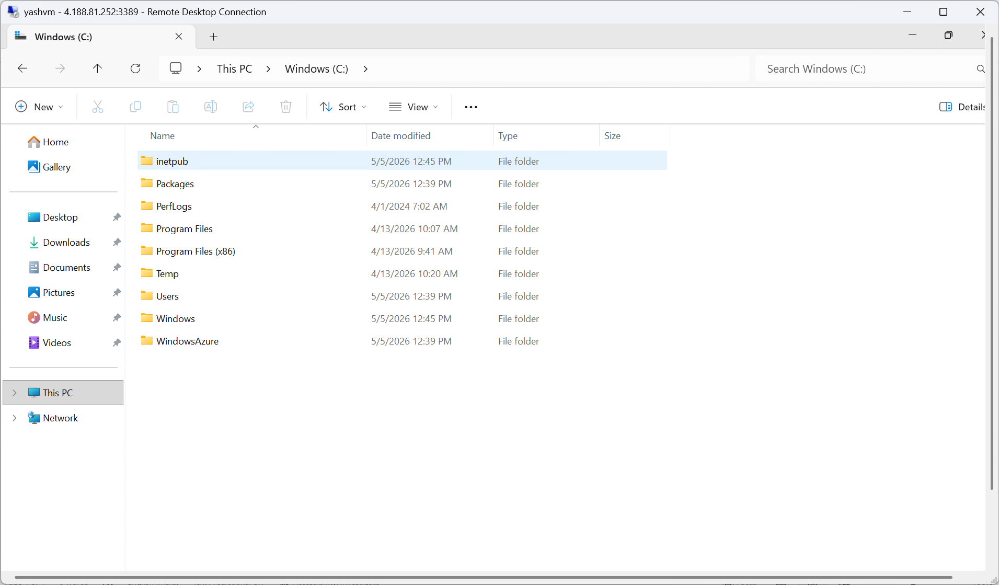 yashvm - 4.188.81.252:3389 - Remote Desktop Connection
Windows (C:)
This PC > Windows (C:) >
Search Windows (C:)
New
Sort
View
Details
Name Date modified Type Size
Home
Gallery
Desktop
Downloads
Documents
Pictures
Music
Videos
This PC
Network
inetpub 5/5/2026 12:45 PM File folder
Packages 5/5/2026 12:39 PM File folder
PerfLogs 4/1/2024 7:02 AM File folder
Program Files 4/13/2026 10:07 AM File folder
Program Files (x86) 4/13/2026 9:41 AM File folder
Temp 4/13/2026 10:20 AM File folder
Users 5/5/2026 12:39 PM File folder
Windows 5/5/2026 12:45 PM File folder
WindowsAzure 5/5/2026 12:39 PM File folder